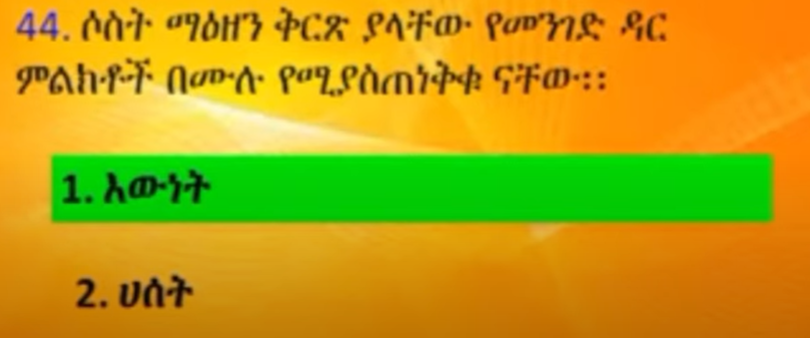 44. ሶስት ማዕዘን ቅርጽ ያላቸው የመንገድ ዳር
ምልክቶች በሙሉ የሚያስጠነቅቁ ናቸው።
1. እውነት
2. ሀሰት